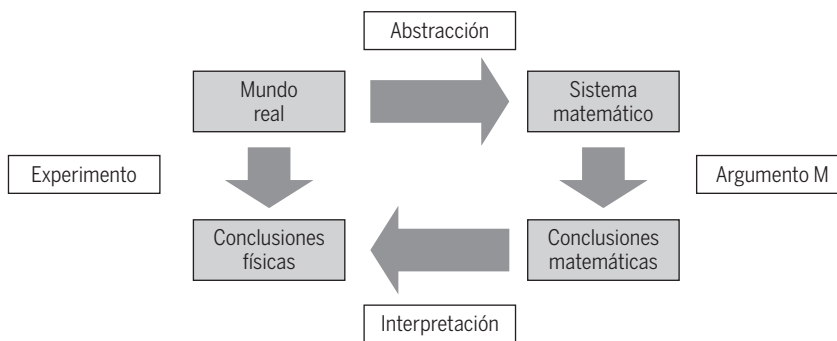 Abstracción
Mundo
real
Sistema
matemático
Experimento
Argumento M
Conclusiones
físicas
Conclusiones
matemáticas
Interpretación